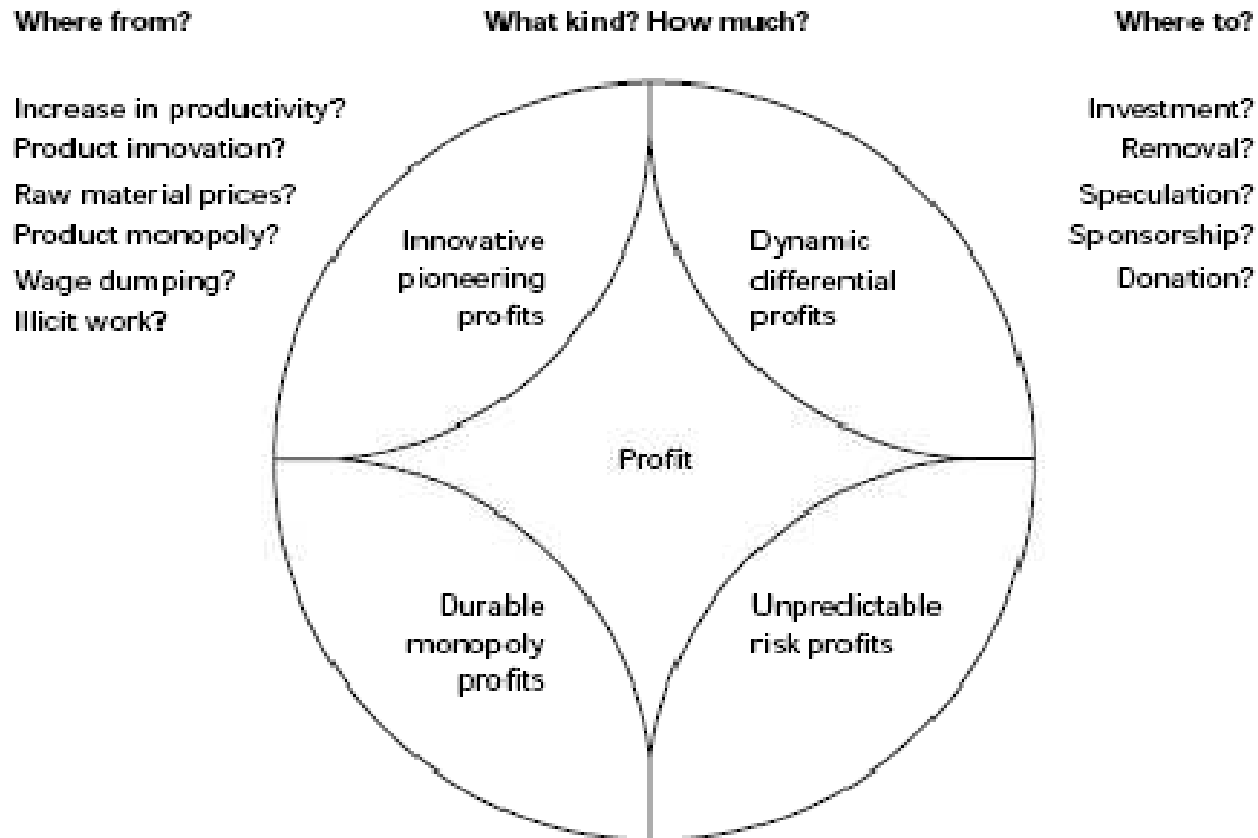 Where from?
What kind? How much?
Where to?
Increase in productivity?
Product innovation?
Raw material prices?
Product monopoly?
Wage dumping?
Illicit work?
Innovative
pioneering
profits
Dynamic
differential
profits
Profit
Durable
monopoly
profits
Unpredictable
risk profits
Investment?
Removal?
Speculation?
Sponsorship?
Donation?